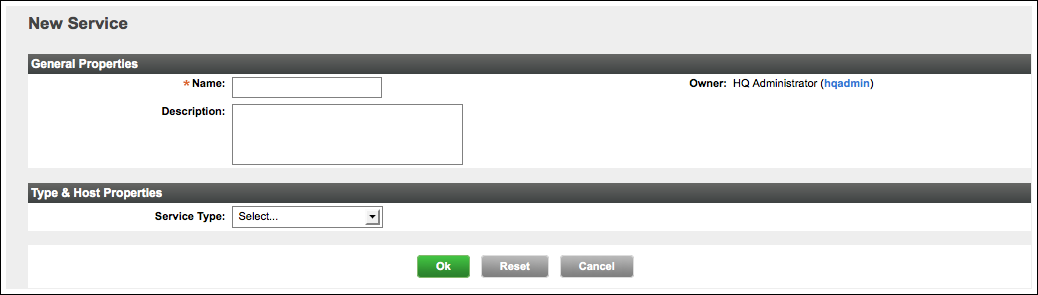 New Service
General Properties
* Name:
Owner: HQ Administrator (hqadmin)
Description:
Type & Host Properties
Service Type: Select...
Ok Reset Cancel